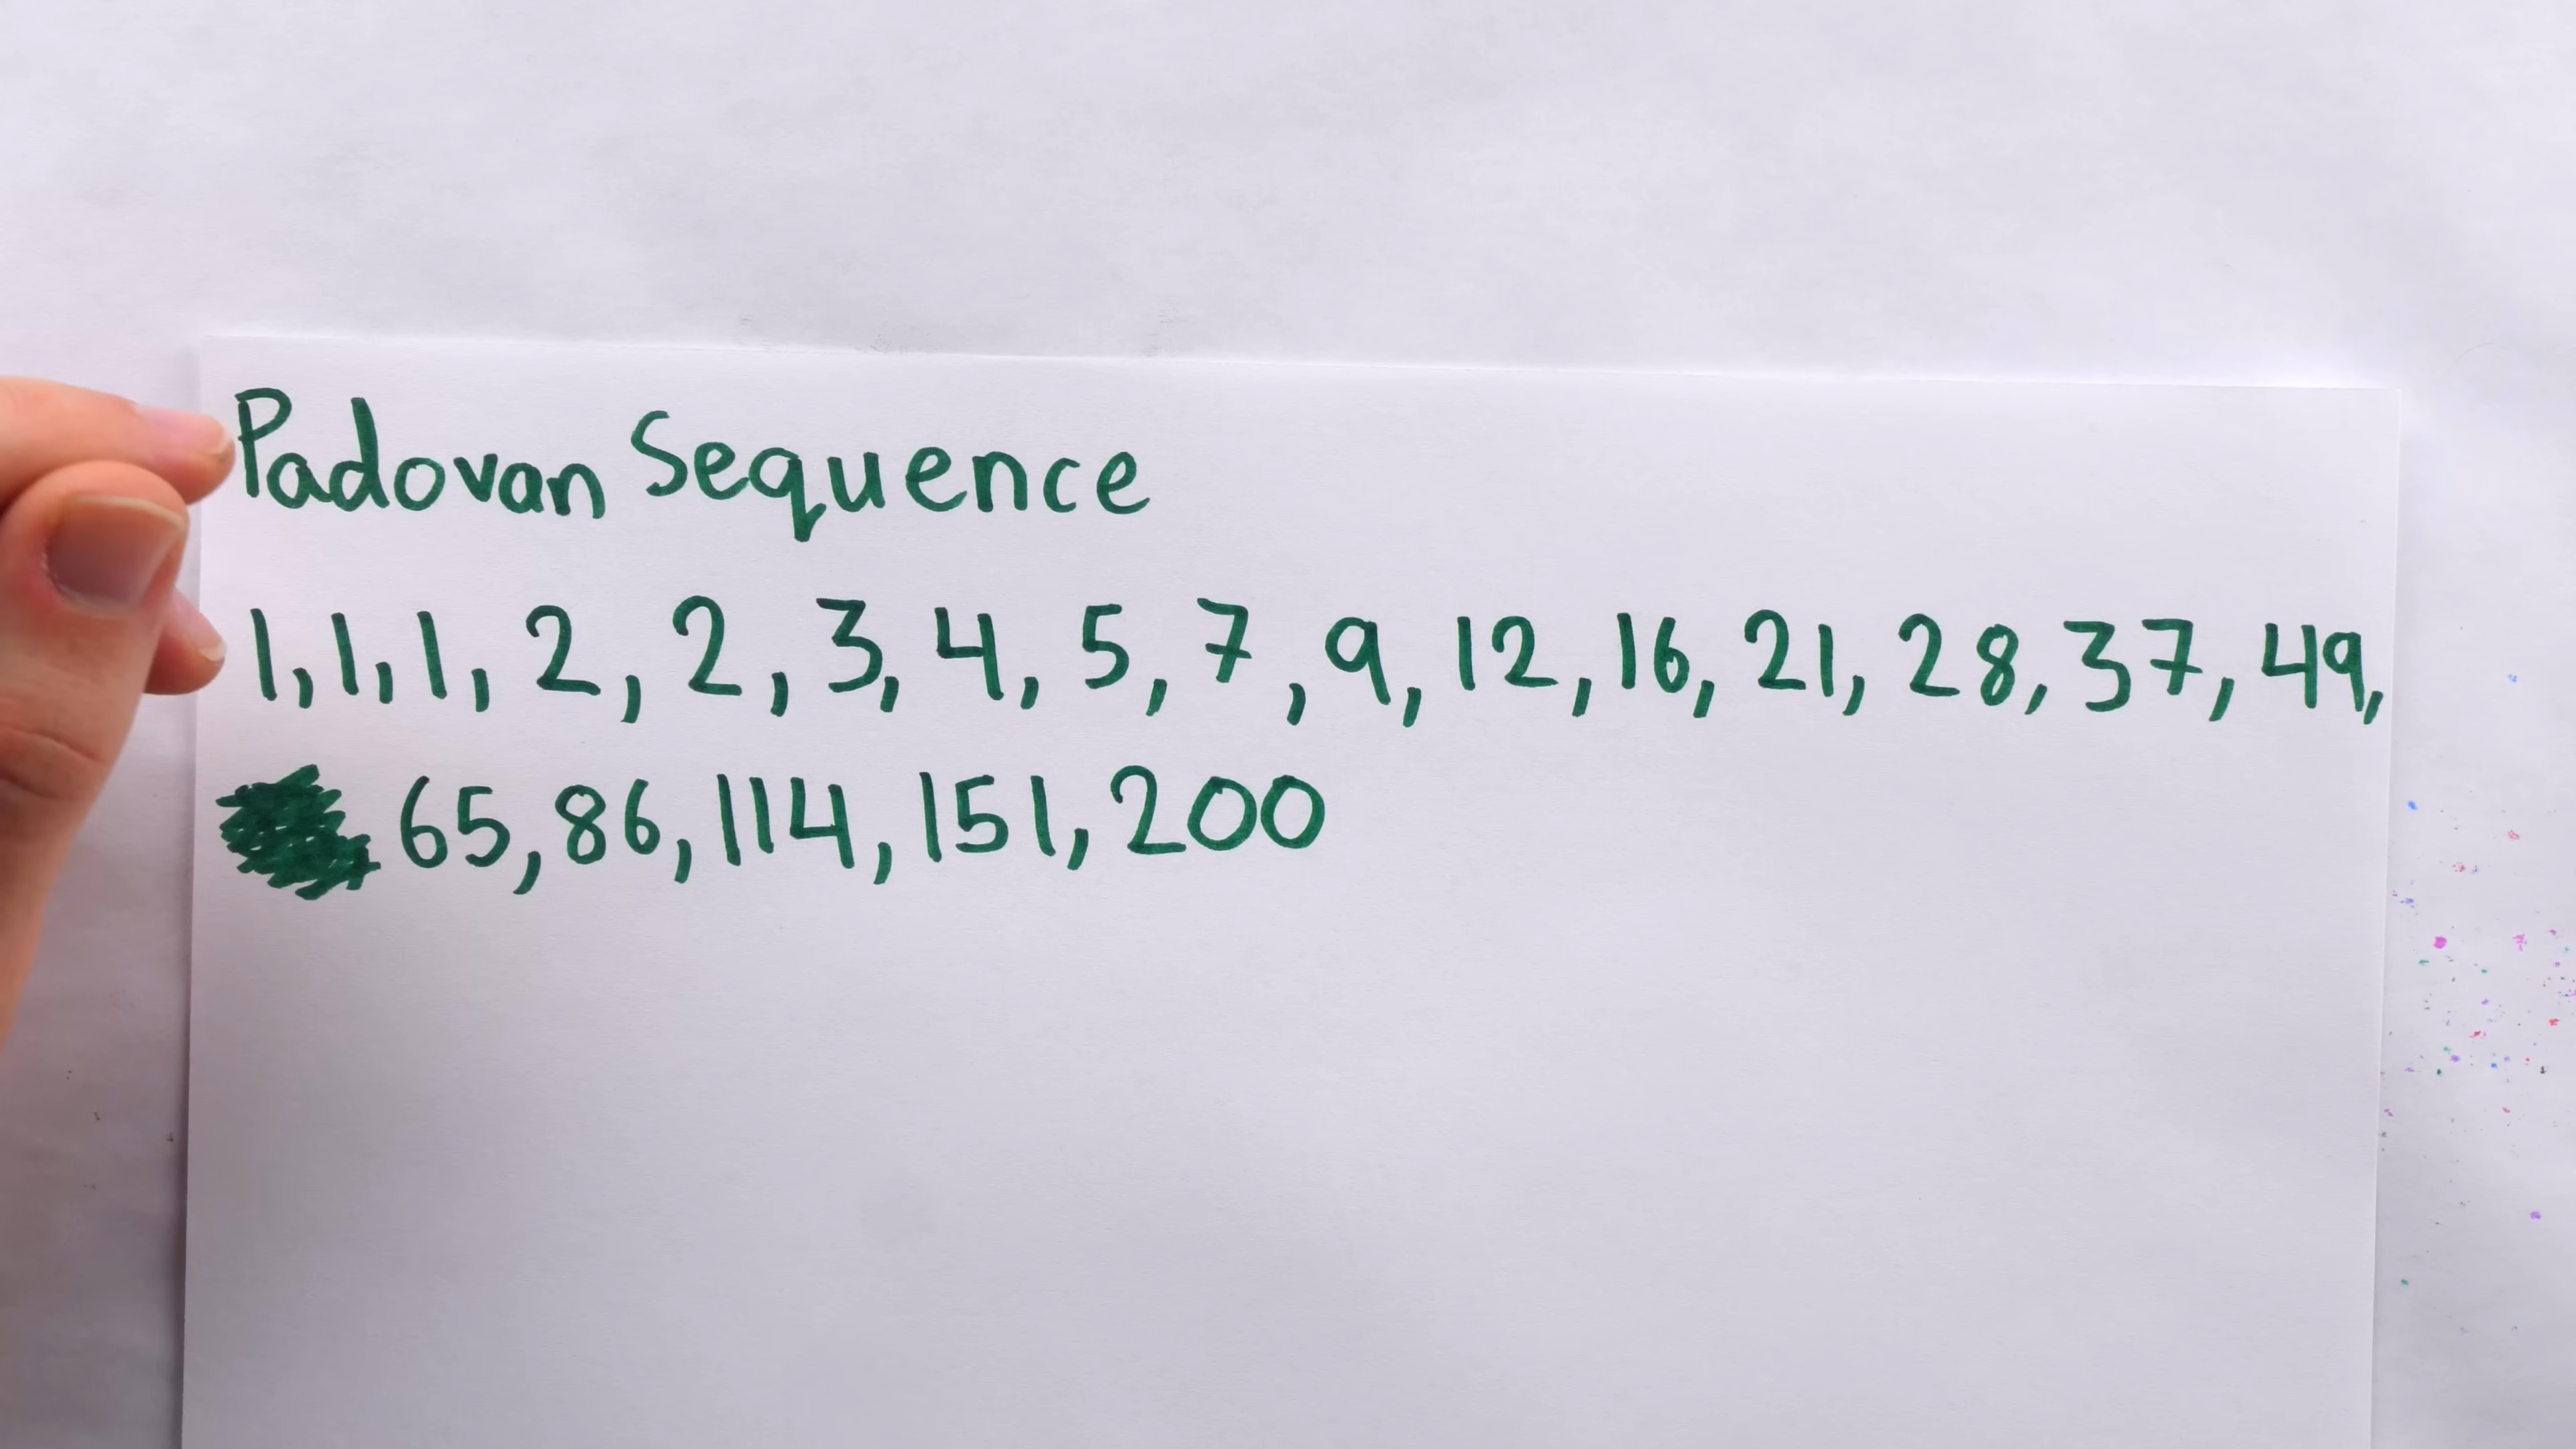 Padovan Sequence
1, 1, 1, 2, 2, 3, 4, 5, 7, 9, 12, 16, 21, 28, 37, 49,
65, 86, 114, 151, 200